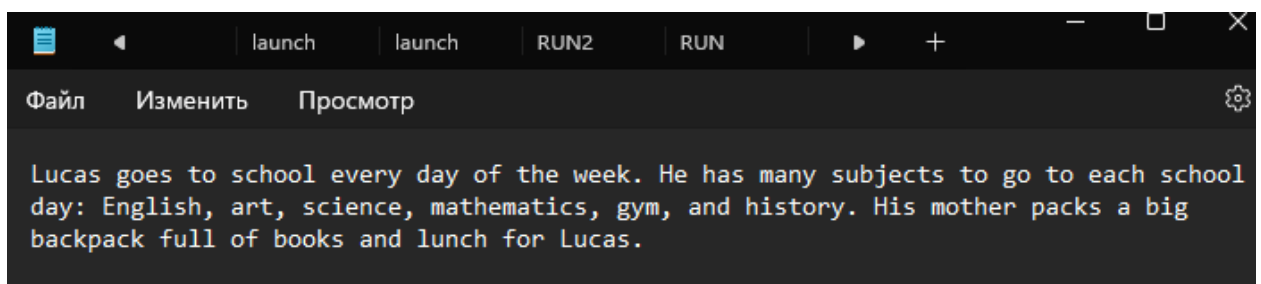 launch launch RUN2 RUN
Файл Изменить Просмотр
Lucas goes to school every day of the week. He has many subjects to go to each school
day: English, art, science, mathematics, gym, and history. His mother packs a big
backpack full of books and lunch for Lucas.